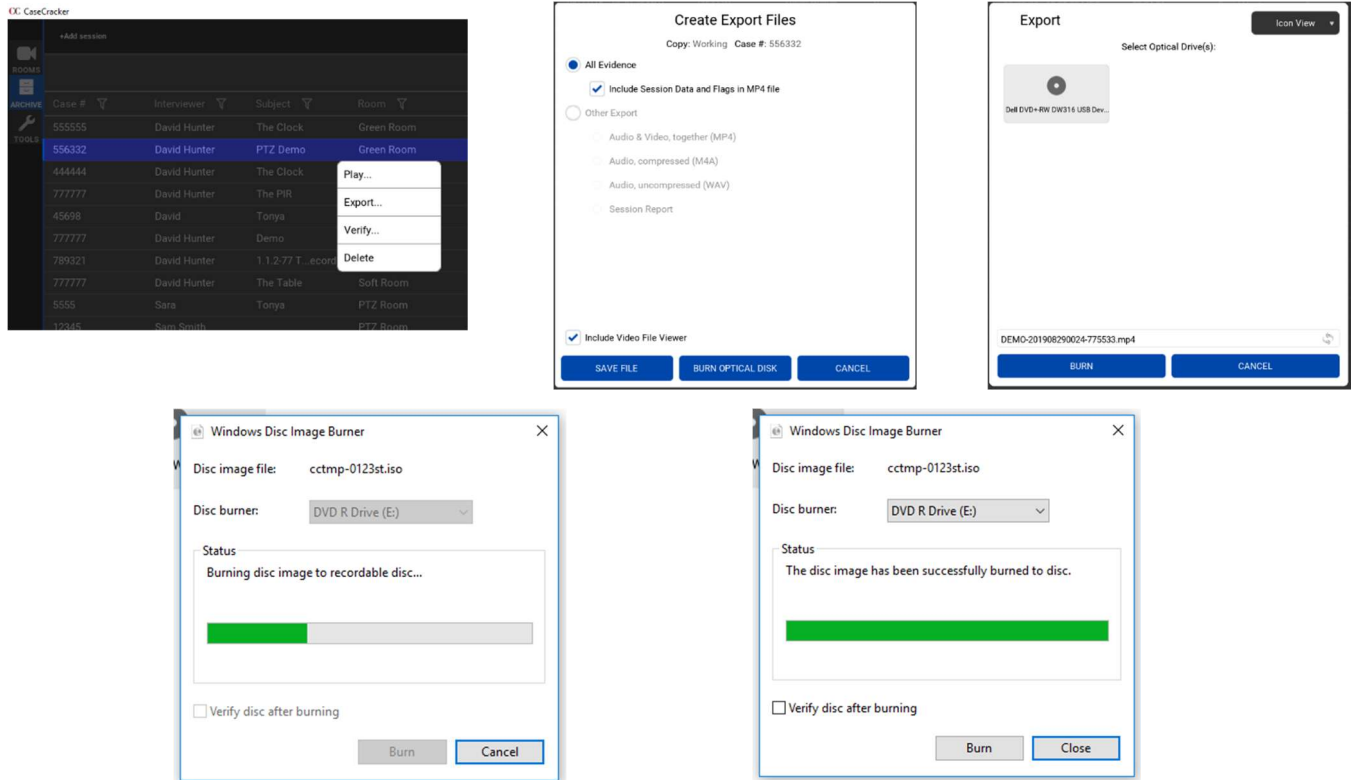 CC CaseCracker
+Add session
ROOMS
ARCHIVE
TOOLS
Case # Interviewer Subject Room
555555 David Hunter The Clock Green Room
556332 David Hunter PTZ Demo Green Room
444444 David Hunter The Clock
777777 David Hunter The PIR
45698 David Tonya
777777 David Hunter Demo
789321 David Hunter 1.1.2-77 T...ecord
777777 David Hunter The Table Soft Room
5555 Sara Tonya PTZ Room
12345 Sam Smith PTZ Room
Play...
Export...
Verify...
Delete
Create Export Files
Copy: Working Case #: 556332
All Evidence
Include Session Data and Flags in MP4 file
Other Export
Audio & Video, together (MP4)
Audio, compressed (M4A)
Audio, uncompressed (WAV)
Session Report
Include Video File Viewer
SAVE FILE BURN OPTICAL DISK CANCEL
Export Icon View
Select Optical Drive(s):
Dell DVD+-RW DW316 USB Dev...
DEMO-201908290024-775533.mp4
BURN CANCEL
Windows Disc Image Burner
Disc image file: cctmp-0123st.iso
Disc burner: DVD R Drive (E:)
Status
Burning disc image to recordable disc...
Verify disc after burning
Burn Cancel
Windows Disc Image Burner
Disc image file: cctmp-0123st.iso
Disc burner: DVD R Drive (E:)
Status
The disc image has been successfully burned to disc.
Verify disc after burning
Burn Close